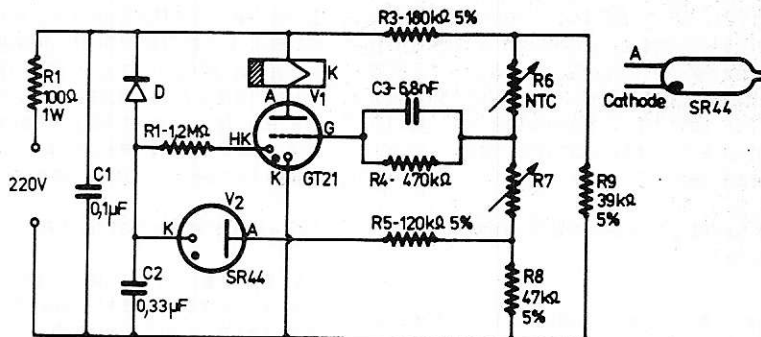 R3-180kΩ 5%
R1
100Ω
1W
D
K
A
V1
C3-6,8nF
R6
NTC
A
Cathode
SR44
R1-1,2MΩ
HK
G
K
GT21
R4-470kΩ
R7
R9
39kΩ
5%
220V
C1
0,1µF
V2
K
A
SR44
R5-120kΩ 5%
C2
0,33µF
R8
47kΩ
5%